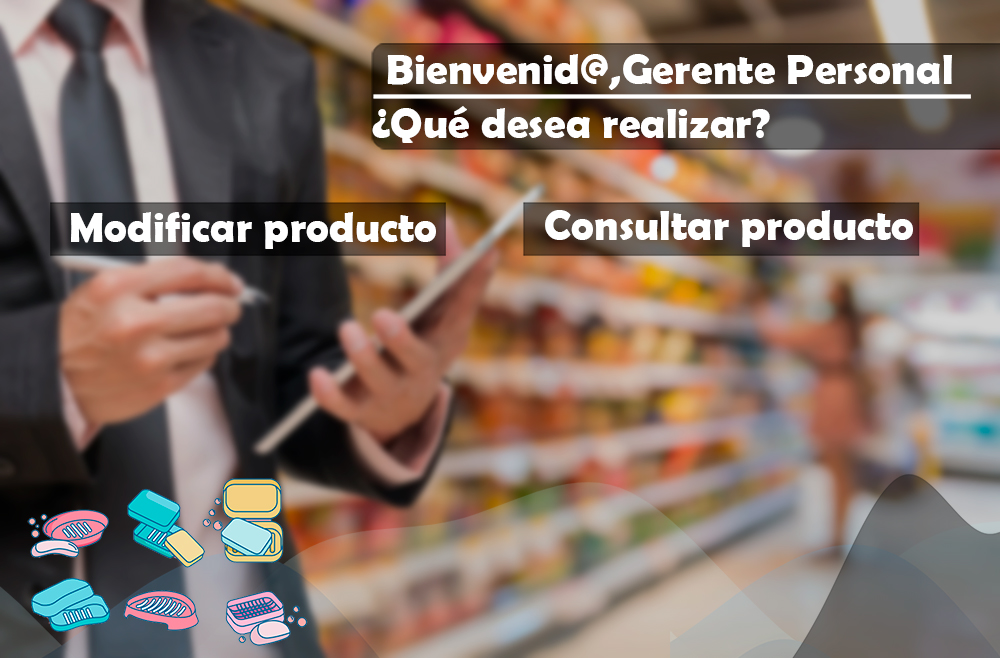 Bienvenid@,Gerente Personal
¿Qué desea realizar?
Modificar producto
Consultar producto